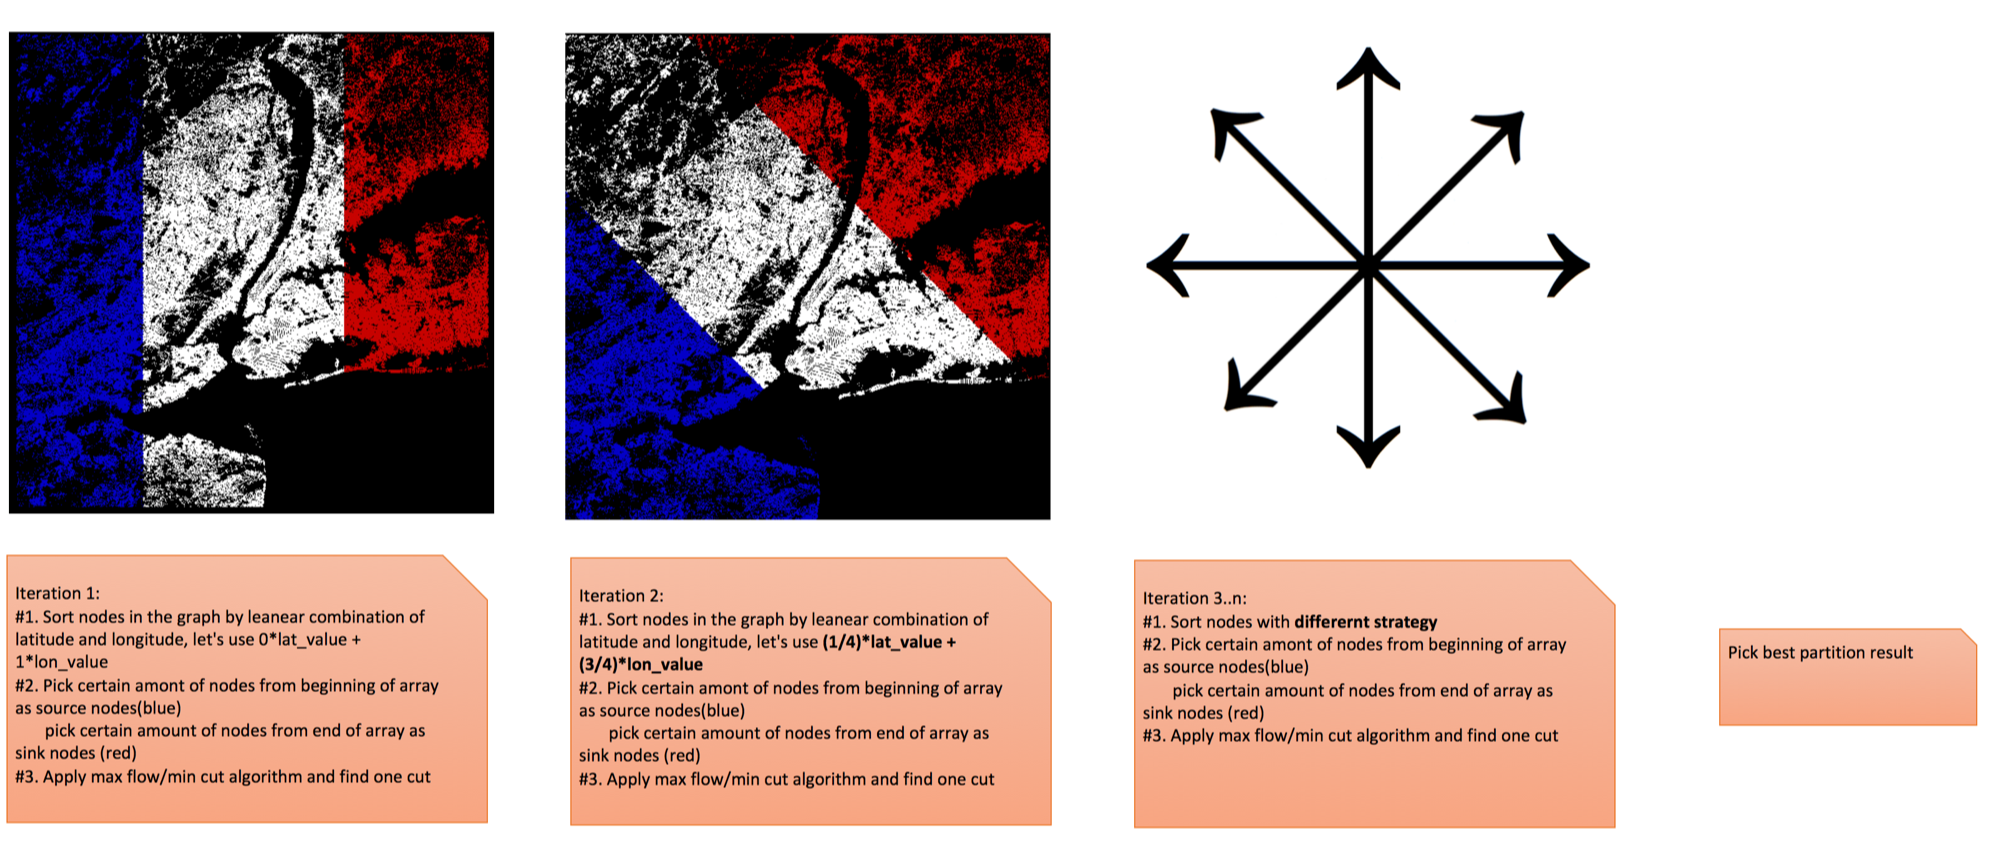 Iteration 1:
#1. Sort nodes in the graph by leanear combination of
latitude and longitude, let's use 0*lat_value +
1*lon_value
#2. Pick certain amont of nodes from beginning of array
as source nodes(blue)
pick certain amount of nodes from end of array as
sink nodes (red)
#3. Apply max flow/min cut algorithm and find one cut
Iteration 2:
#1. Sort nodes in the graph by leanear combination of
latitude and longitude, let's use (1/4)*lat_value +
(3/4)*lon_value
#2. Pick certain amont of nodes from beginning of array
as source nodes(blue)
pick certain amount of nodes from end of array as
sink nodes (red)
#3. Apply max flow/min cut algorithm and find one cut
Iteration 3..n:
#1. Sort nodes with differernt strategy
#2. Pick certain amont of nodes from beginning of array
as source nodes(blue)
pick certain amount of nodes from end of array as
sink nodes (red)
#3. Apply max flow/min cut algorithm and find one cut
Pick best partition result